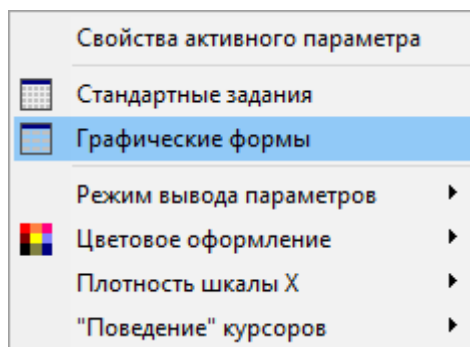 Свойства активного параметра
Стандартные задания
Графические формы
Режим вывода параметров
Цветовое оформление
Плотность шкалы X
"Поведение" курсоров